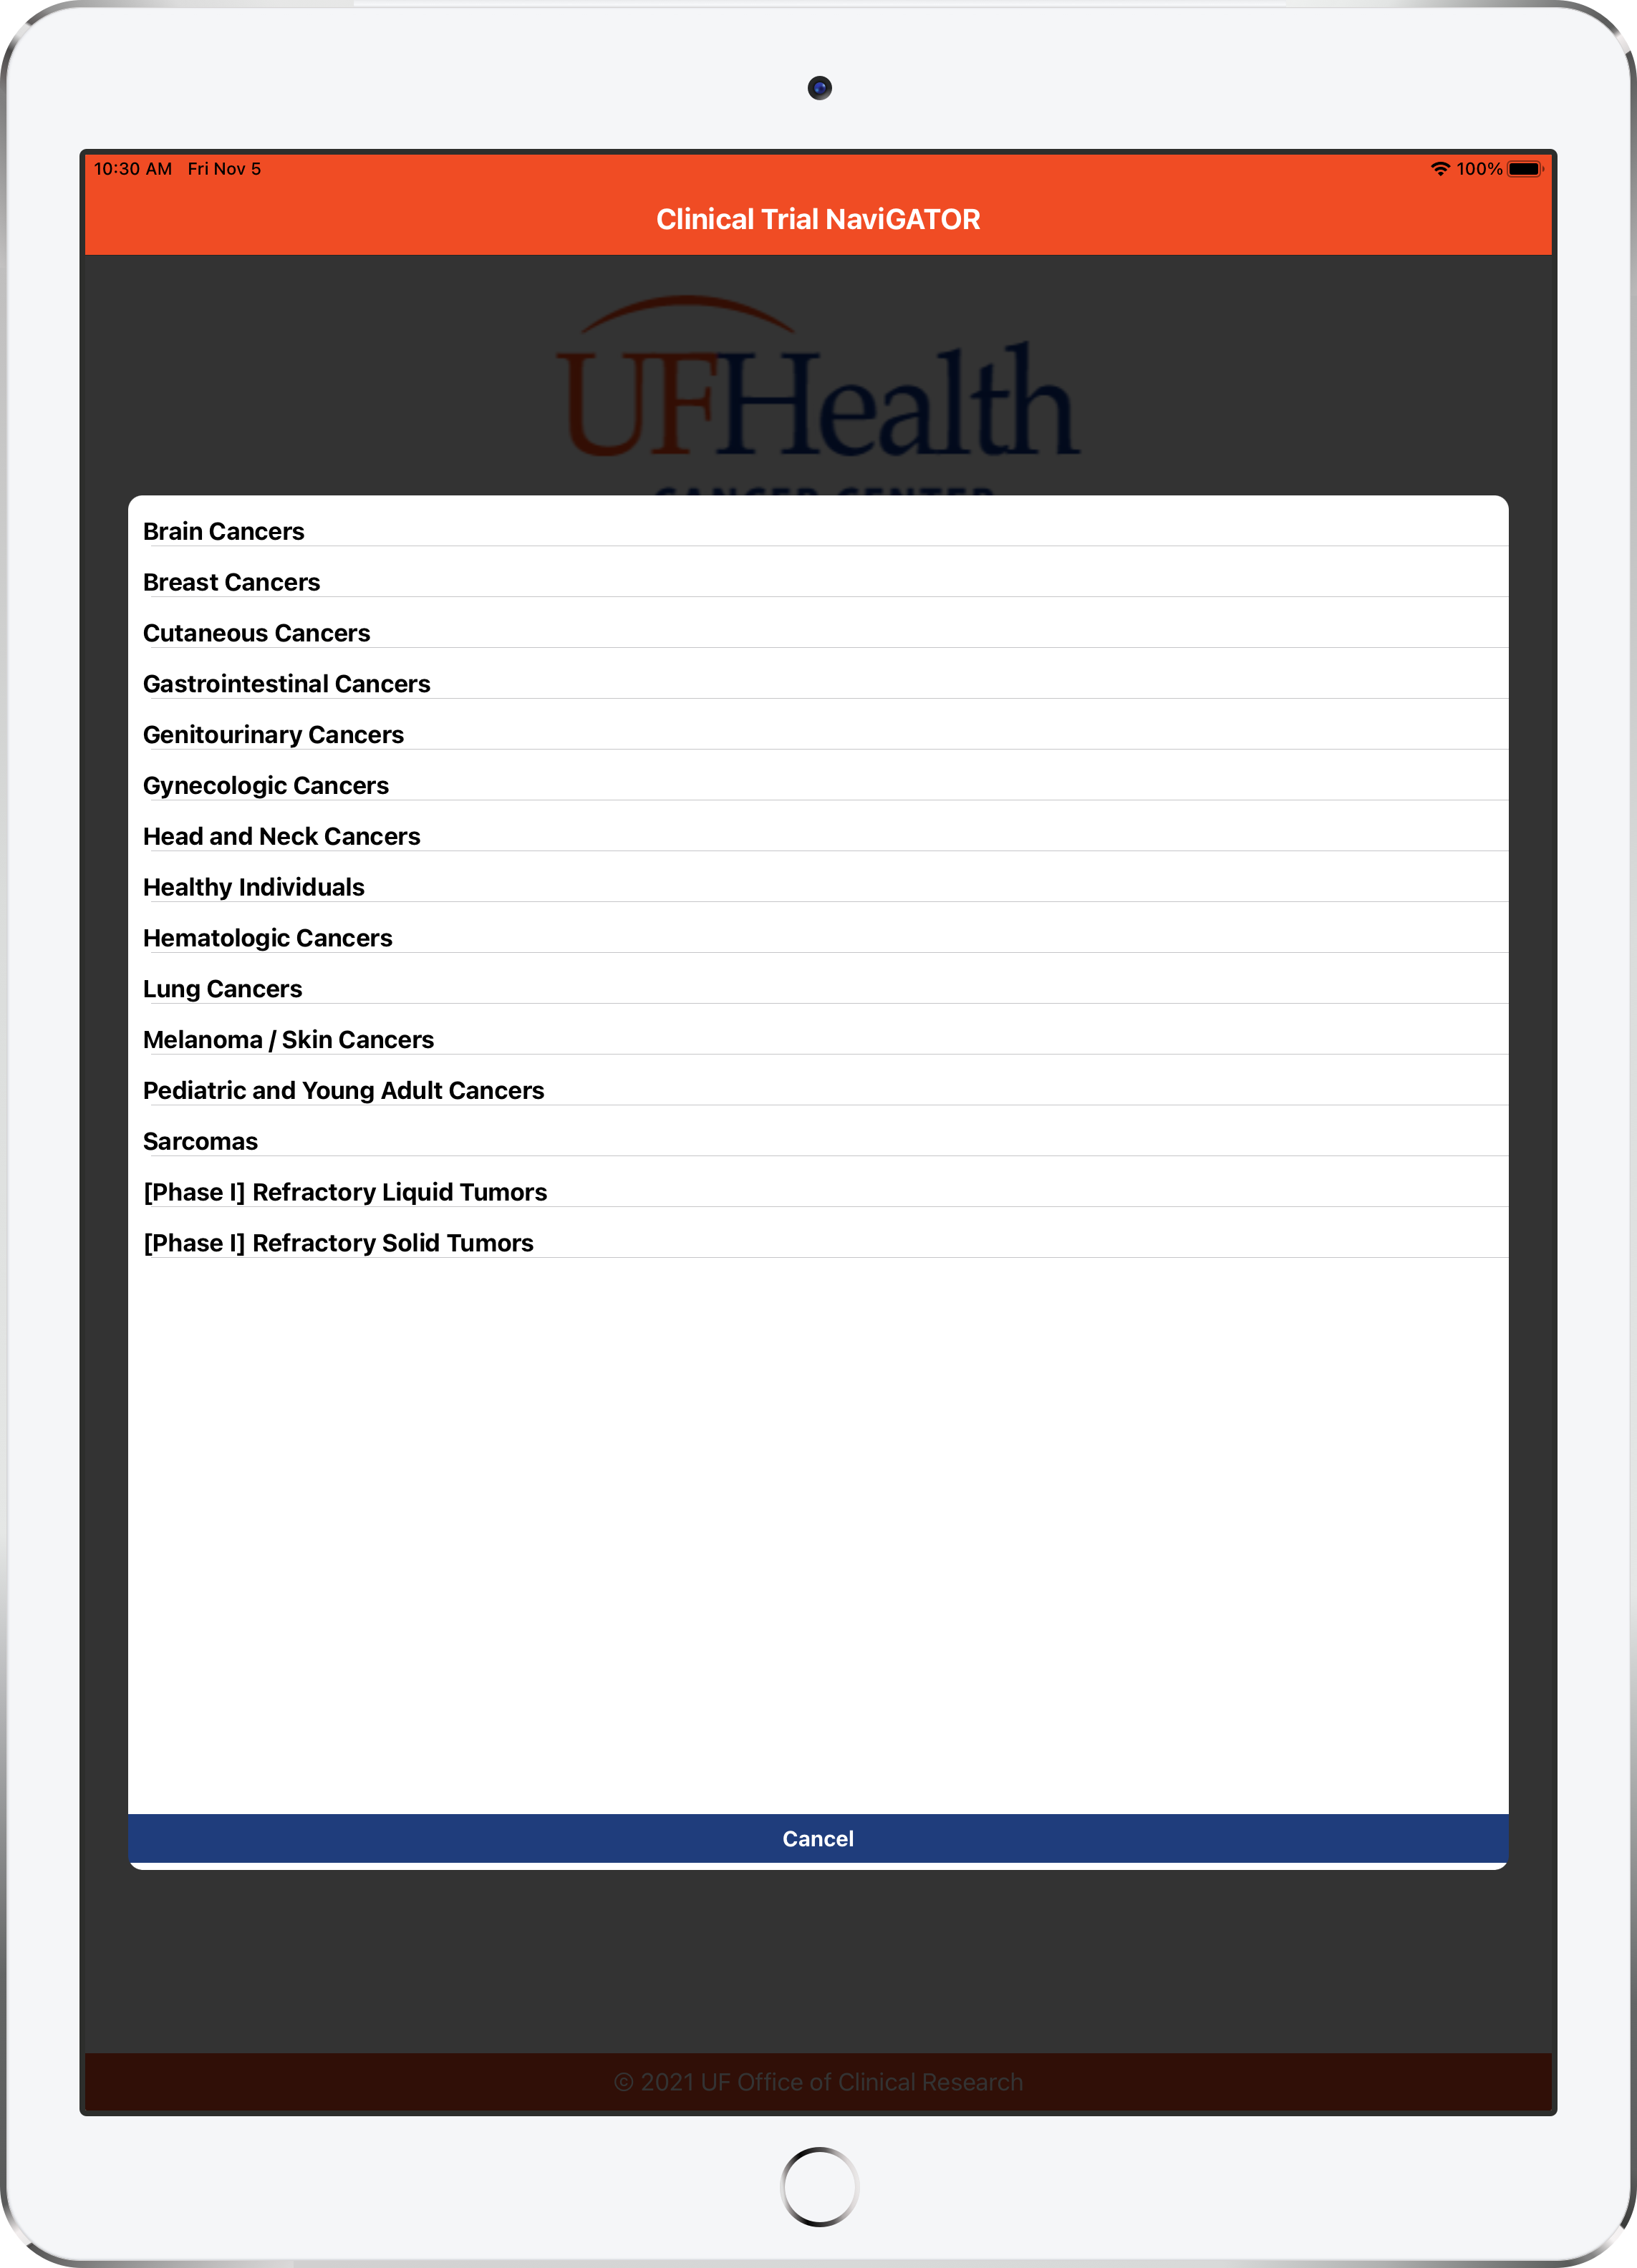 10:30 AM Fri Nov 5 100%
Clinical Trial NaviGATOR
UFHealth
CANCER CENTER
Brain Cancers
Breast Cancers
Cutaneous Cancers
Gastrointestinal Cancers
Genitourinary Cancers
Gynecologic Cancers
Head and Neck Cancers
Healthy Individuals
Hematologic Cancers
Lung Cancers
Melanoma / Skin Cancers
Pediatric and Young Adult Cancers
Sarcomas
[Phase I] Refractory Liquid Tumors
[Phase I] Refractory Solid Tumors
Cancel
© 2021 UF Office of Clinical Research